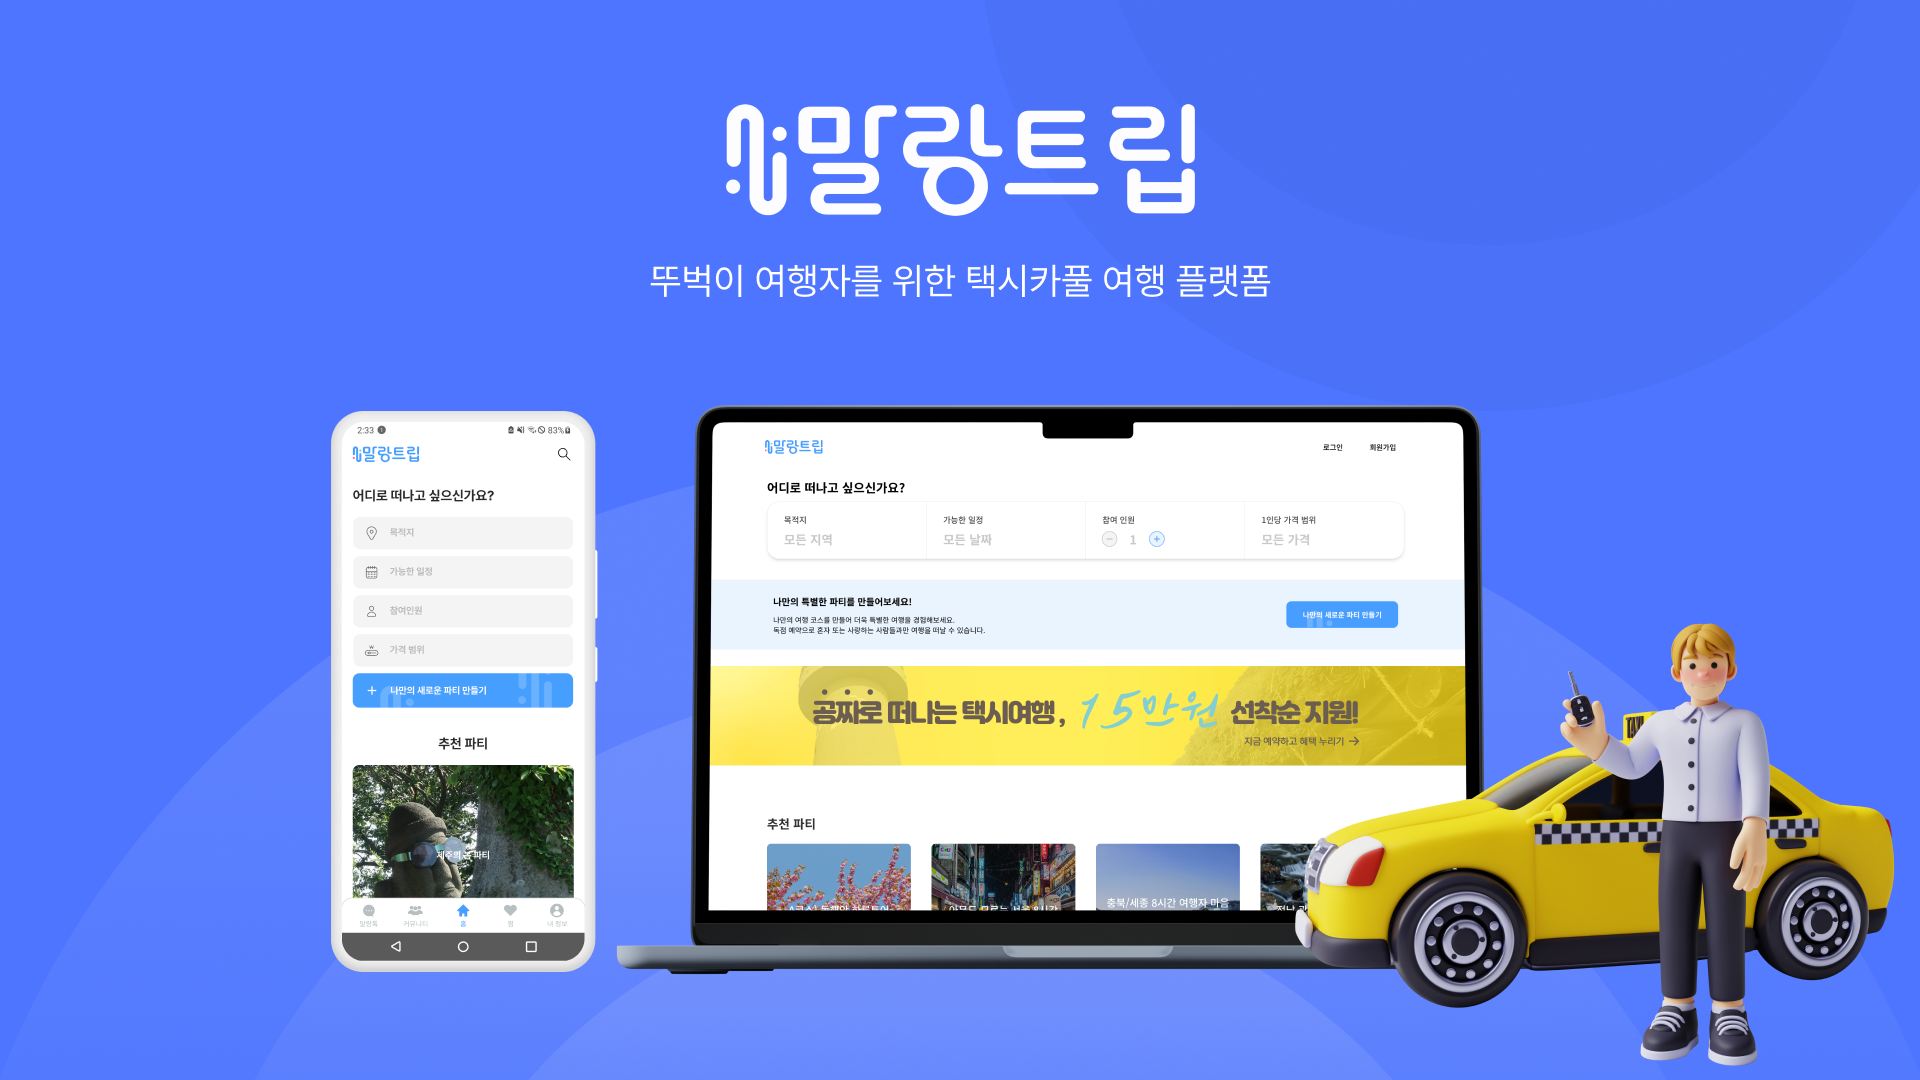 말랑트립
뚜벅이 여행자를 위한 택시카풀 여행 플랫폼
2:33
83%
말랑트립
어디로 떠나고 싶으신가요?
목적지
가능한 일정
참여인원
가격 범위
+ 나만의 새로운 파티 만들기
추천 파티
제주의
파티
말랑톡
커뮤니티
홈
찜
내 정보
말랑트립
로그인
회원가입
어디로 떠나고 싶으신가요?
목적지
모든 지역
가능한 일정
모든 날짜
참여 인원
1
1인당 가격 범위
모든 가격
나만의 특별한 파티를 만들어보세요!
나만의 여행 코스를 만들어 더욱 특별한 여행을 경험해보세요.
독점 예약으로 혼자 또는 사랑하는 사람들과만 여행을 떠날 수 있습니다.
나만의 새로운 파티 만들기
공짜로 떠나는 택시여행, 15만원 선착순 지원!
지금 예약하고 혜택 누리기 →
추천 파티
충북/세종 8시간 여행자 마음
TAXI